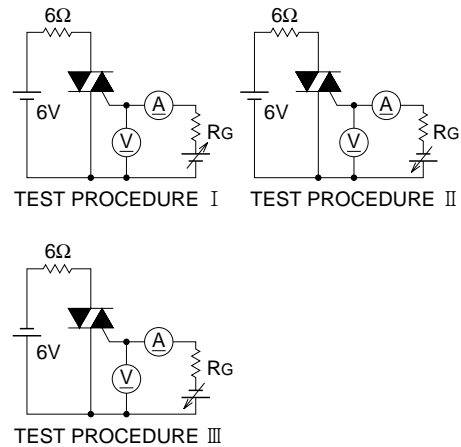 6Ω 6Ω
6V A V RG 6V A V RG
TEST PROCEDURE Ⅰ TEST PROCEDURE Ⅱ
6Ω
6V A V RG
TEST PROCEDURE Ⅲ